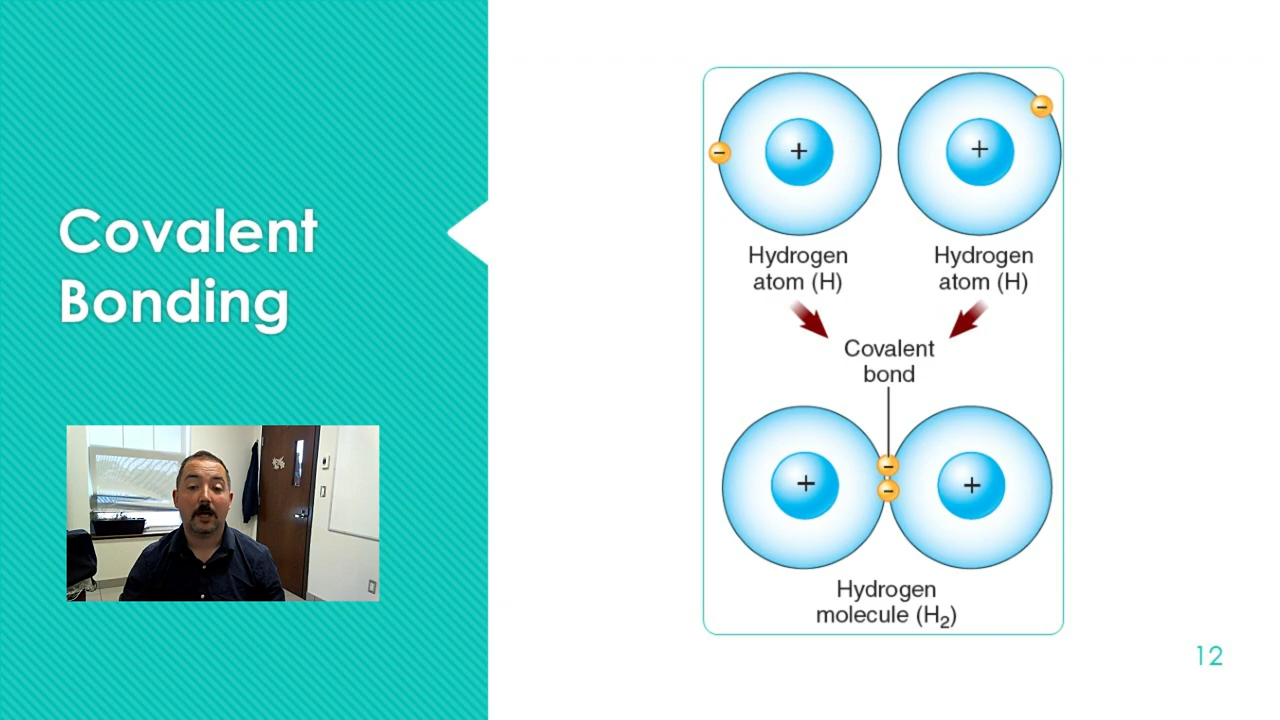 Covalent
Bonding
−
+
+
−
Hydrogen
atom (H)
Hydrogen
atom (H)
Covalent
bond
−
−
+
+
Hydrogen
molecule (H₂)
12